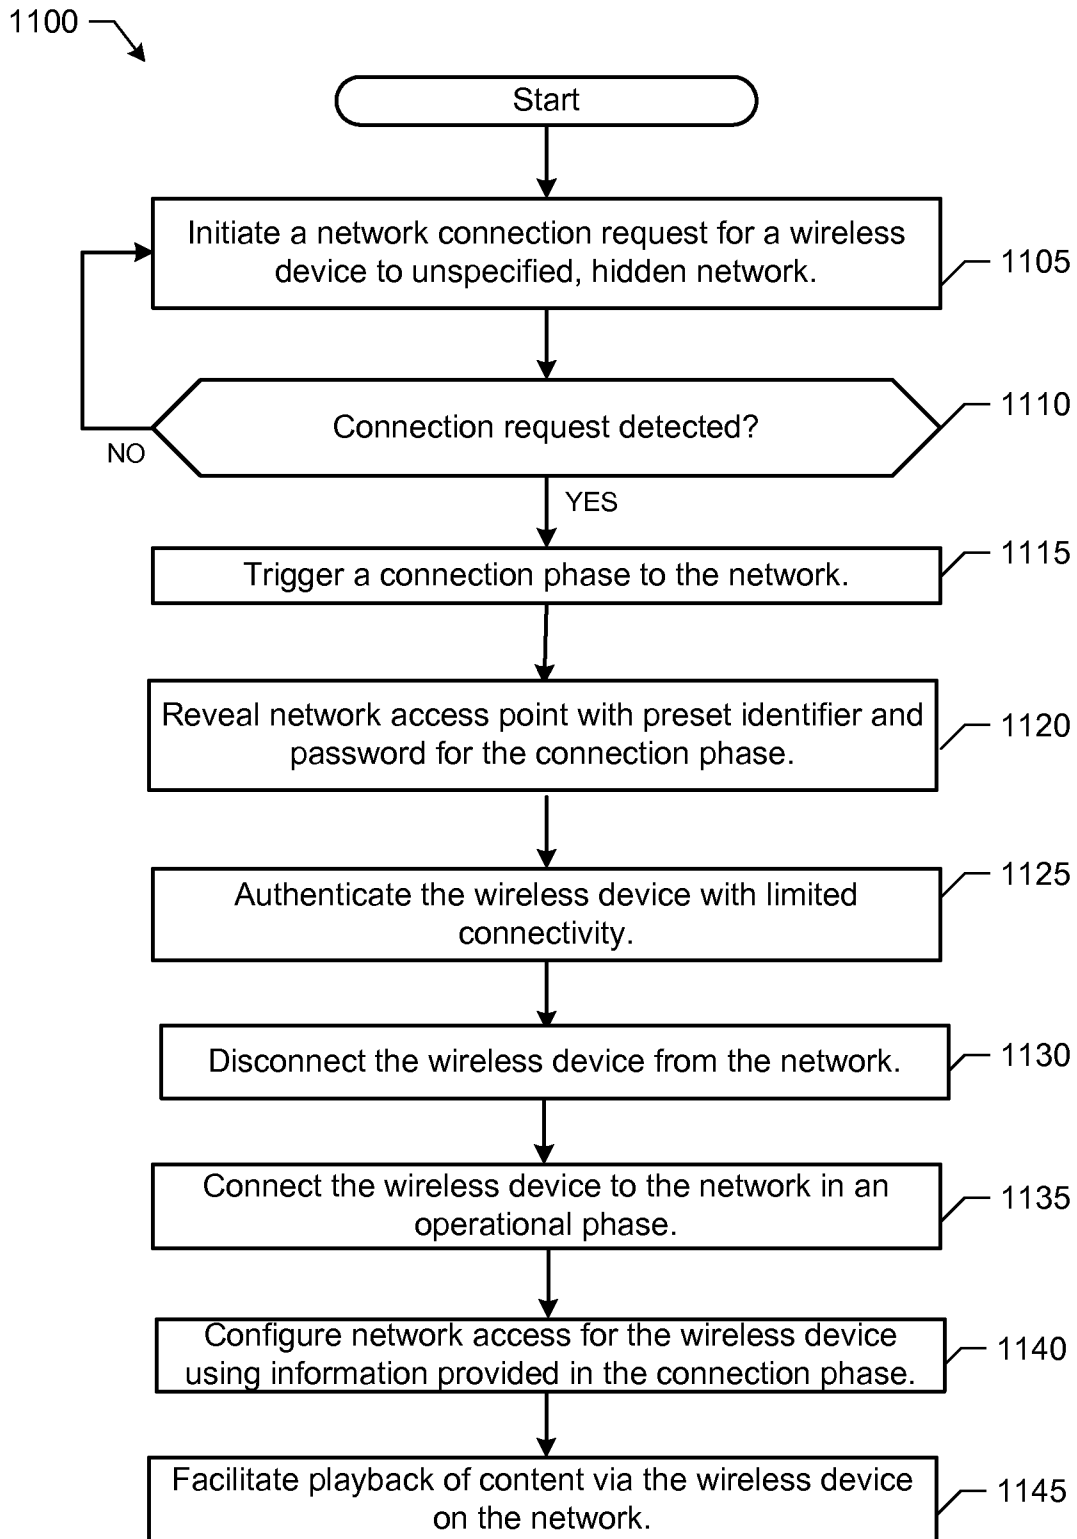 1100
Start
Initiate a network connection request for a wireless
device to unspecified, hidden network.
1105
Connection request detected?
1110
NO
YES
Trigger a connection phase to the network.
1115
Reveal network access point with preset identifier and
password for the connection phase.
1120
Authenticate the wireless device with limited
connectivity.
1125
Disconnect the wireless device from the network.
1130
Connect the wireless device to the network in an
operational phase.
1135
Configure network access for the wireless device
using information provided in the connection phase.
1140
Facilitate playback of content via the wireless device
on the network.
1145